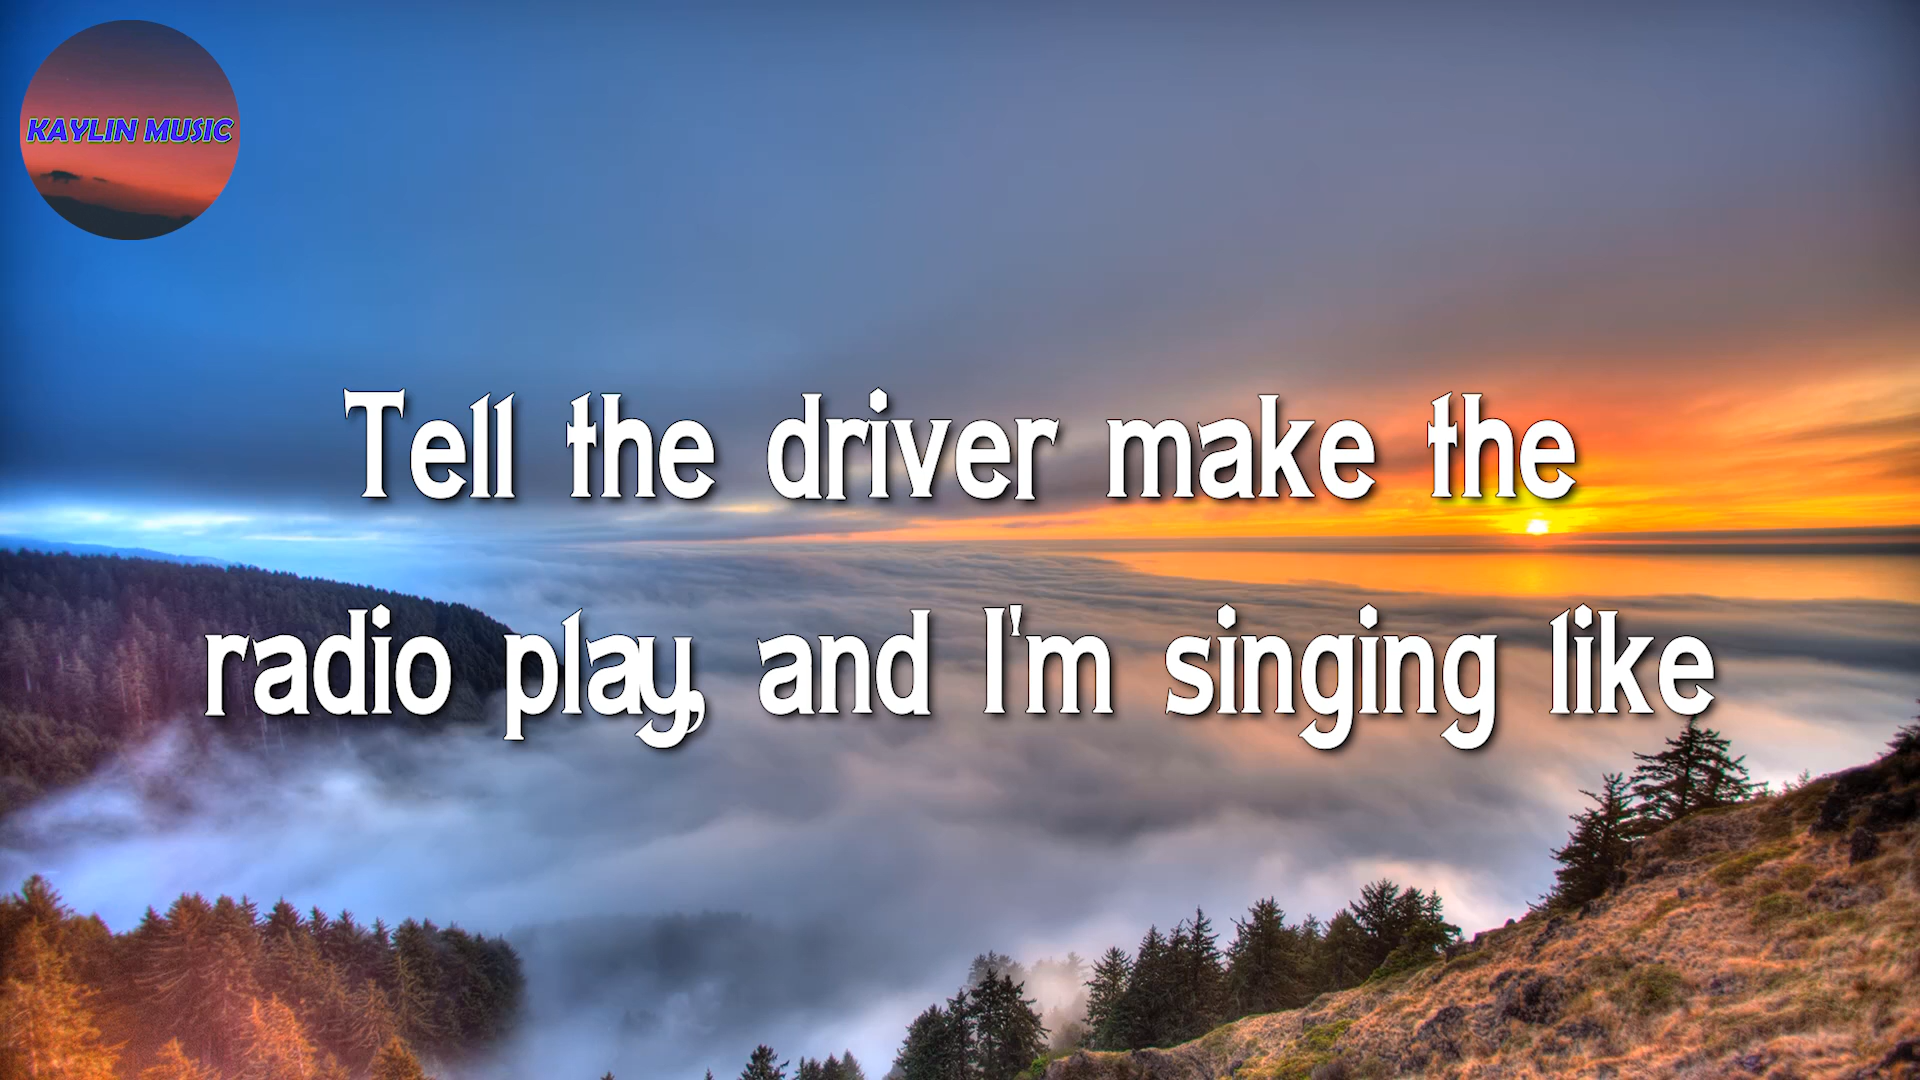 KAYLIN MUSIC
Tell the driver make the
radio play, and I'm singing like